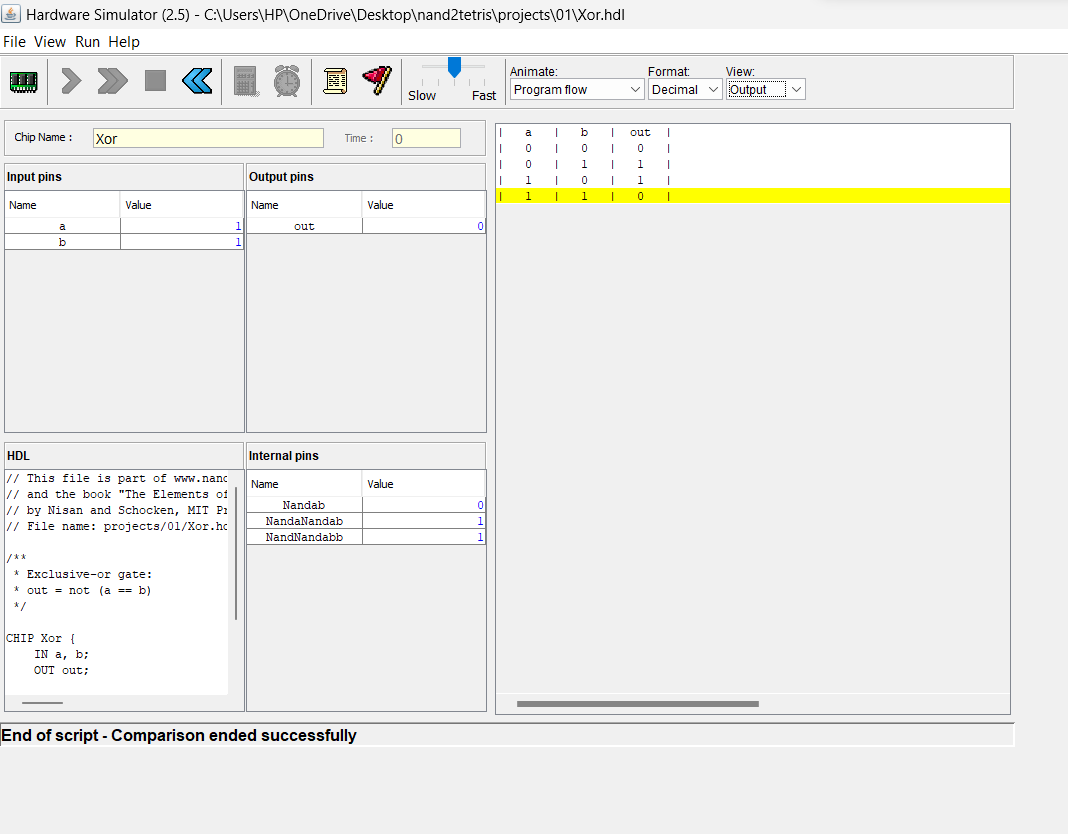 Hardware Simulator (2.5) - C:\Users\HP\OneDrive\Desktop\nand2tetris\projects\01\Xor.hdl
File View Run Help
Slow Fast
Animate: Format: View:
Program flow Decimal Output
Chip Name : Xor Time : 0
Input pins
Name Value
a 1
b 1
Output pins
Name Value
out 0
HDL
// This file is part of www.nand
// and the book "The Elements of
// by Nisan and Schocken, MIT Pr
// File name: projects/01/Xor.hd
/**
* Exclusive-or gate:
* out = not (a == b)
*/
CHIP Xor {
IN a, b;
OUT out;
Internal pins
Name Value
Nandab 0
NandaNandab 1
NandNandabb 1
| a | b | out |
| 0 | 0 | 0 |
| 0 | 1 | 1 |
| 1 | 0 | 1 |
| 1 | 1 | 0 |
End of script - Comparison ended successfully